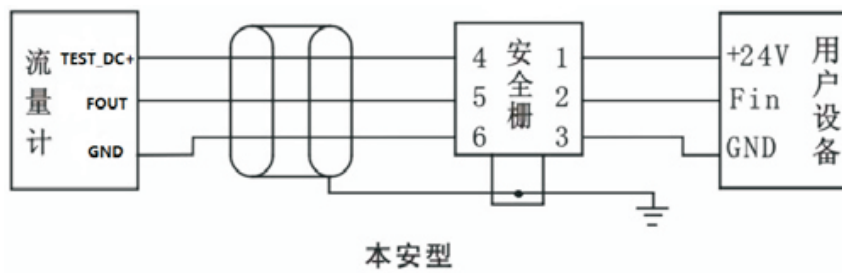 流量计
TEST_DC+
FOUT
GND
安全栅
4 1
5 2
6 3
+24V
Fin
GND
用户设备
本安型